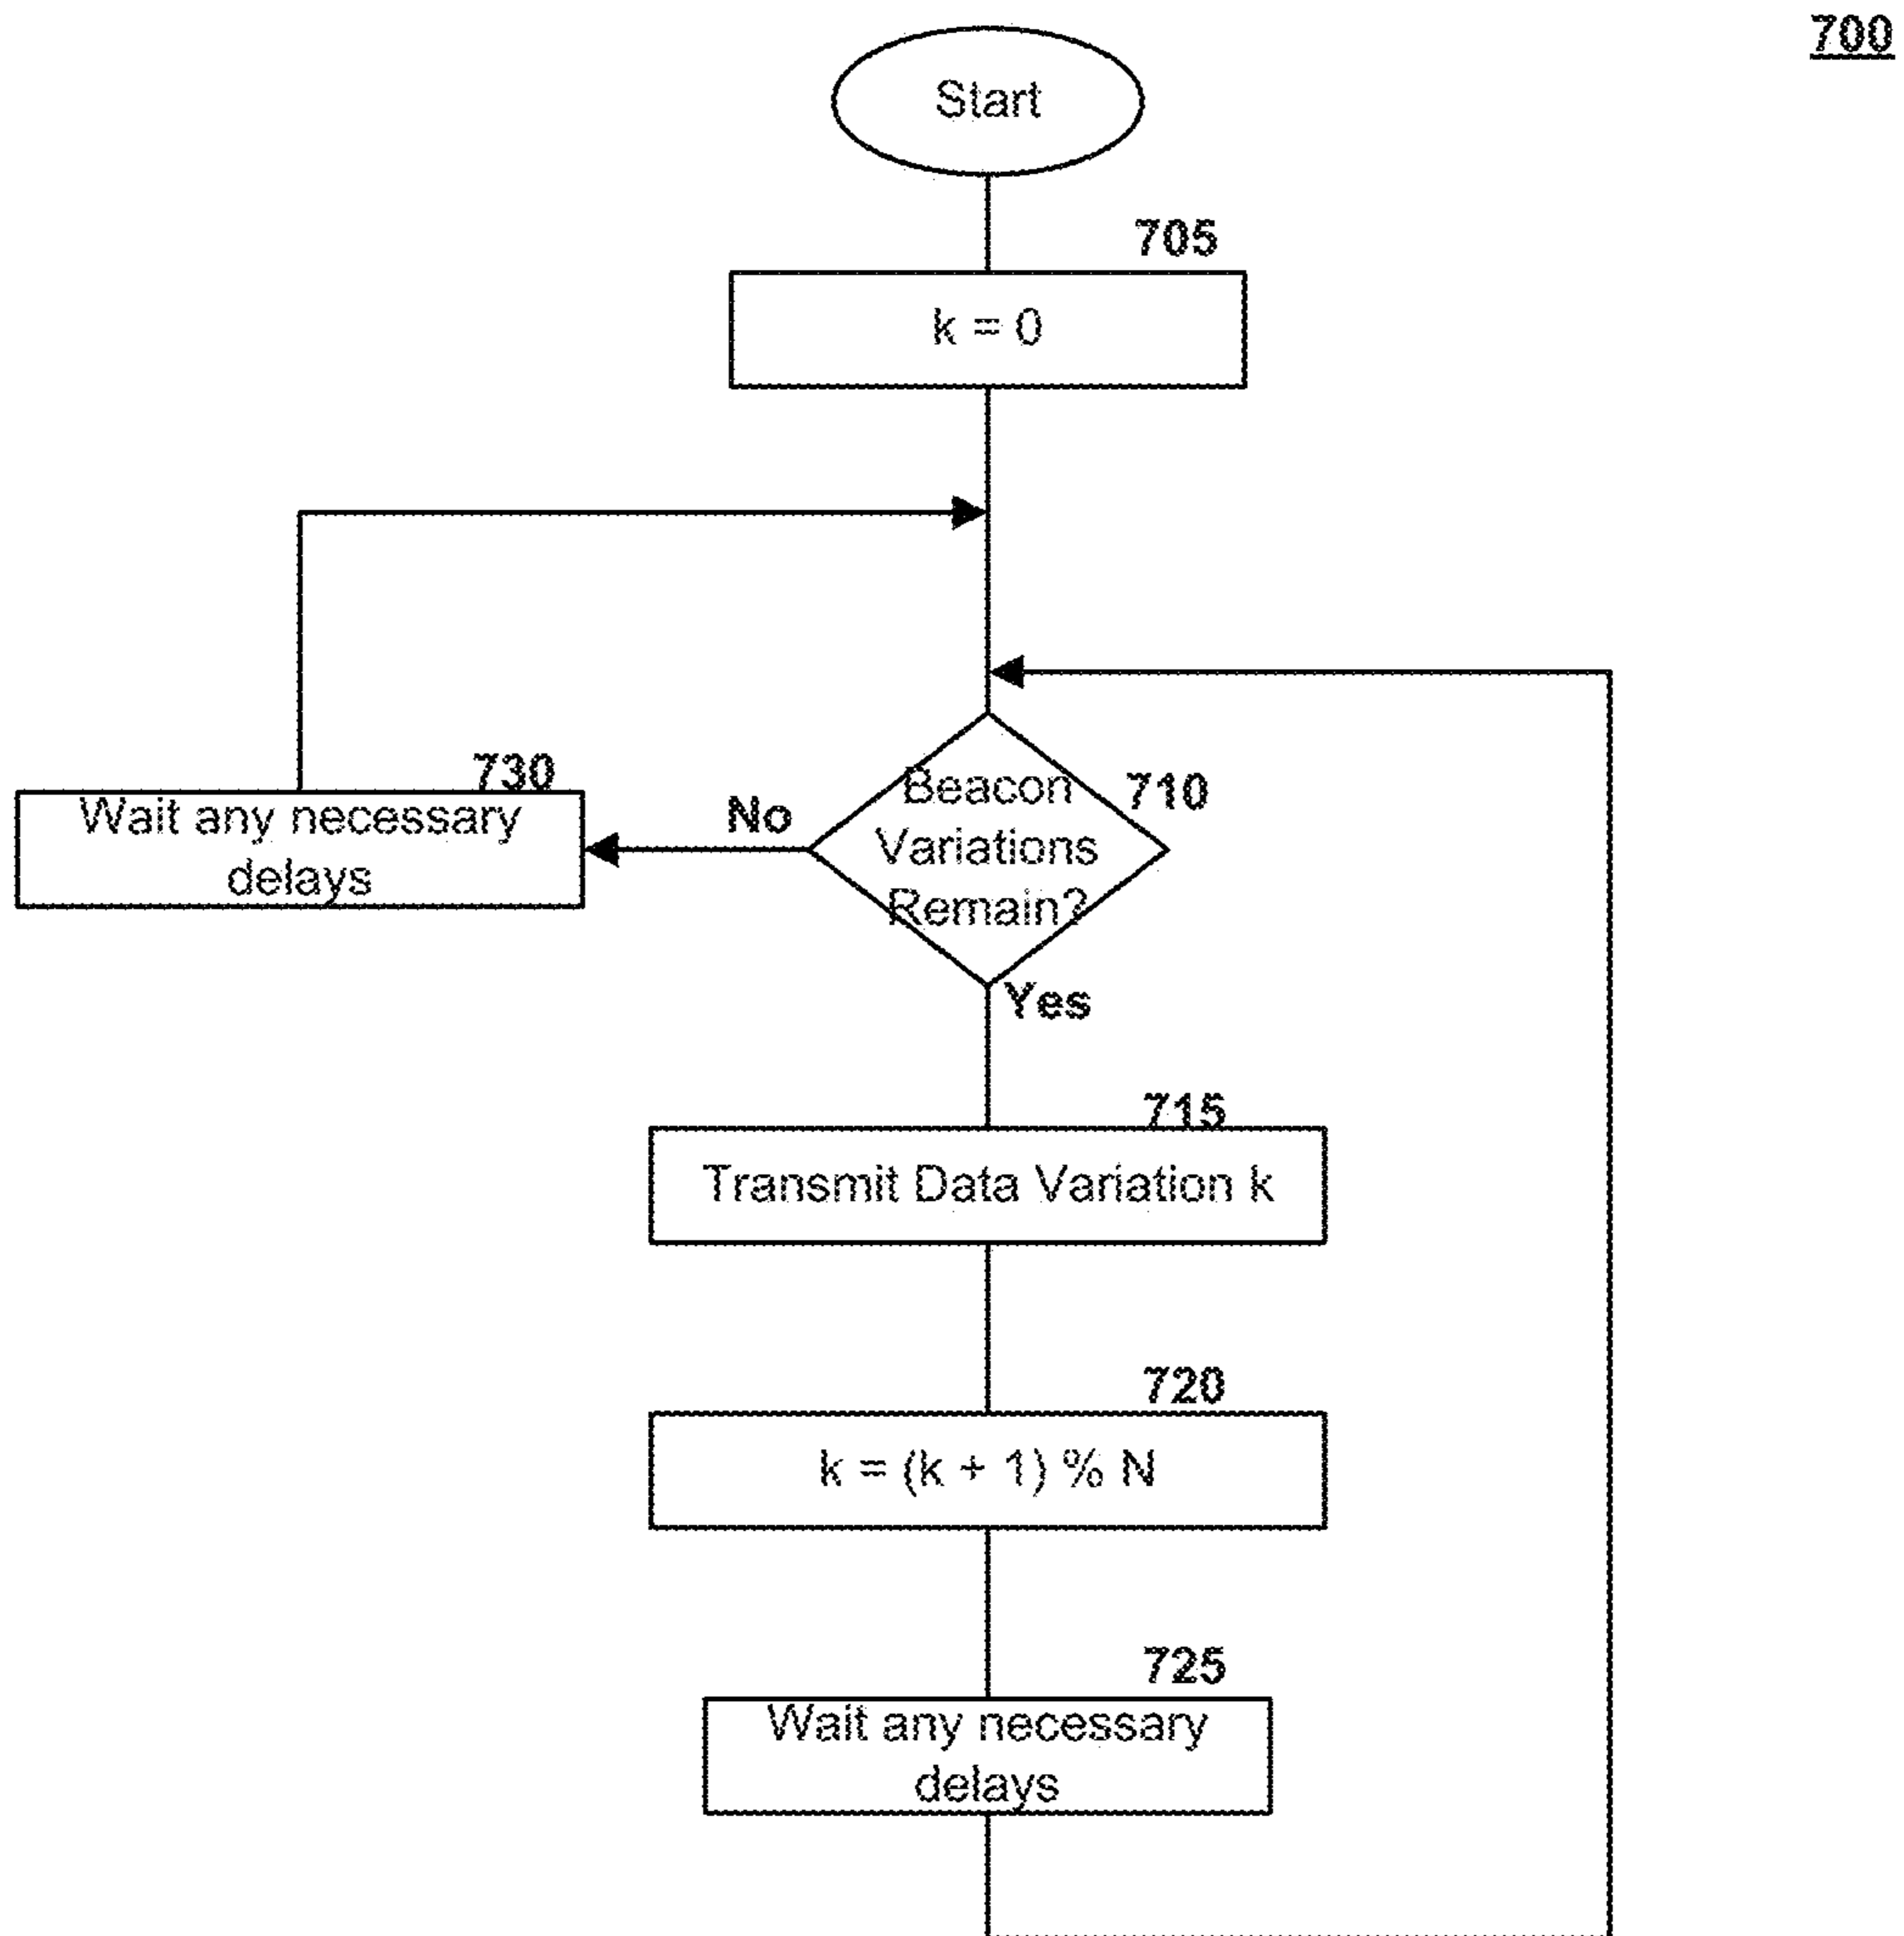 700
Start
705
k = 0
730
Wait any necessary
delays
No
Beacon
Variations
Remain?
710
Yes
715
Transmit Data Variation k
720
k = (k + 1) % N
725
Wait any necessary
delays